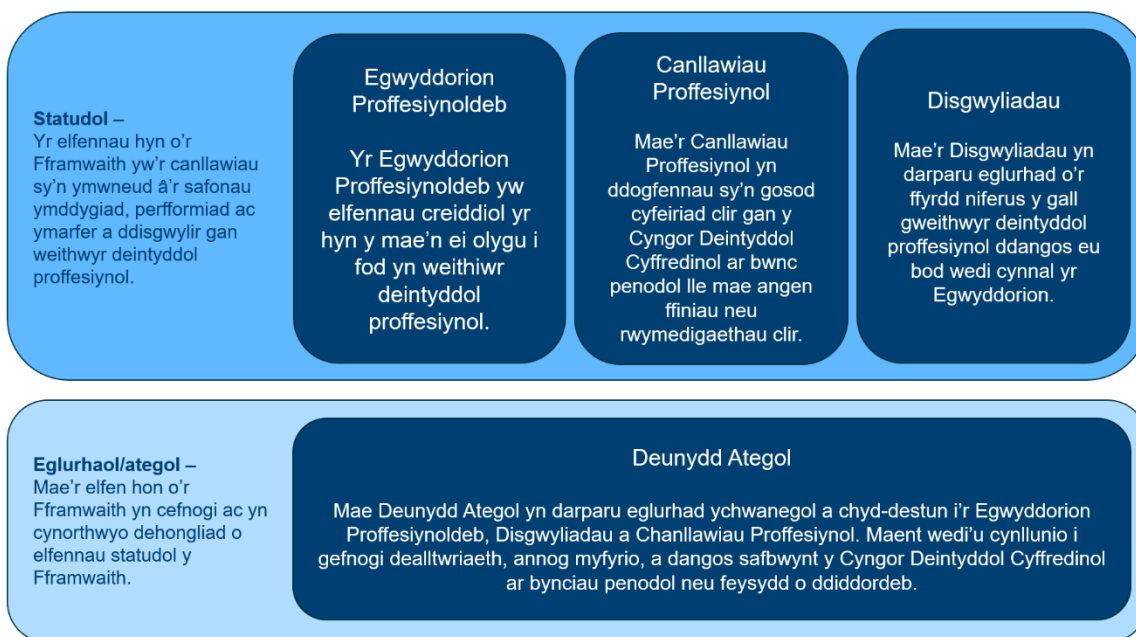 Statudol –
Yr elfennau hyn o’r
Fframwaith yw’r canllawiau
sy’n ymwneud â’r safonau
ymddygiad, perfformiad ac
ymarfer a ddisgwylir gan
weithwyr deintyddol
proffesiynol.
Egwyddorion
Proffesiynoldeb
Yr Egwyddorion
Proffesiynoldeb yw
elfennau creiddiol yr
hyn y mae’n ei olygu i
fod yn weithiwr
deintyddol
proffesiynol.
Canllawiau
Proffesiynol
Mae’r Canllawiau
Proffesiynol yn
ddogfennau sy’n gosod
cyfeiriad clir gan y
Cyngor Deintyddol
Cyffredinol ar bwnc
penodol lle mae angen
ffiniau neu
rwymedigaethau clir.
Disgwyliadau
Mae’r Disgwyliadau yn
darparu eglurhad o’r
ffyrdd niferus y gall
gweithwyr deintyddol
proffesiynol ddangos eu
bod wedi cynnal yr
Egwyddorion.
Eglurhaol/ategol –
Mae’r elfen hon o’r
Fframwaith yn cefnogi ac yn
cynorthwyo dehongliad o
elfennau statudol y
Fframwaith.
Deunydd Ategol
Mae Deunydd Ategol yn darparu eglurhad ychwanegol a chyd-destun i’r Egwyddorion
Proffesiynoldeb, Disgwyliadau a Chanllawiau Proffesiynol. Maent wedi’u cynllunio i
gefnogi dealltwriaeth, annog myfyrio, a dangos safbwynt y Cyngor Deintyddol Cyffredinol
ar bynciau penodol neu feysydd o ddiddordeb.